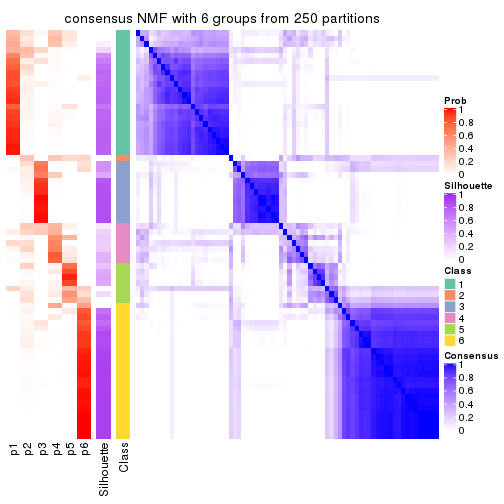 consensus NMF with 6 groups from 250 partitions
Prob
1
0.8
0.6
0.4
0.2
0
Silhouette
1
0.8
0.6
0.4
0.2
0
Class
1
2
3
4
5
6
Consensus
1
0.8
0.6
0.4
0.2
0
p1
p2
p3
p4
p5
p6
Silhouette
Class